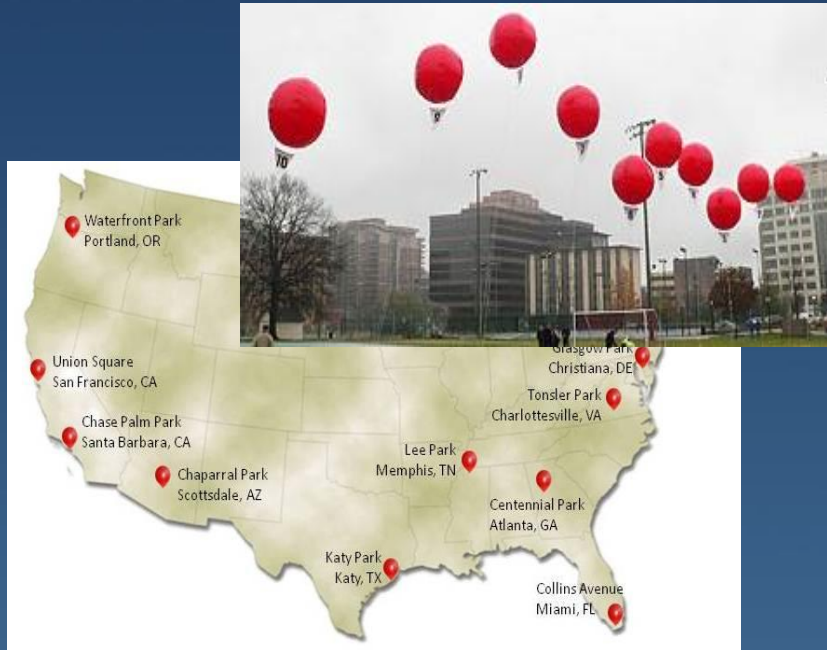 10
9
Waterfront Park
Portland, OR
Union Square
San Francisco, CA
Chase Palm Park
Santa Barbara, CA
Chaparral Park
Scottsdale, AZ
Glasgow Park
Christiana, DE
Tonsler Park
Charlottesville, VA
Lee Park
Memphis, TN
Centennial Park
Atlanta, GA
Katy Park
Katy, TX
Collins Avenue
Miami, FL